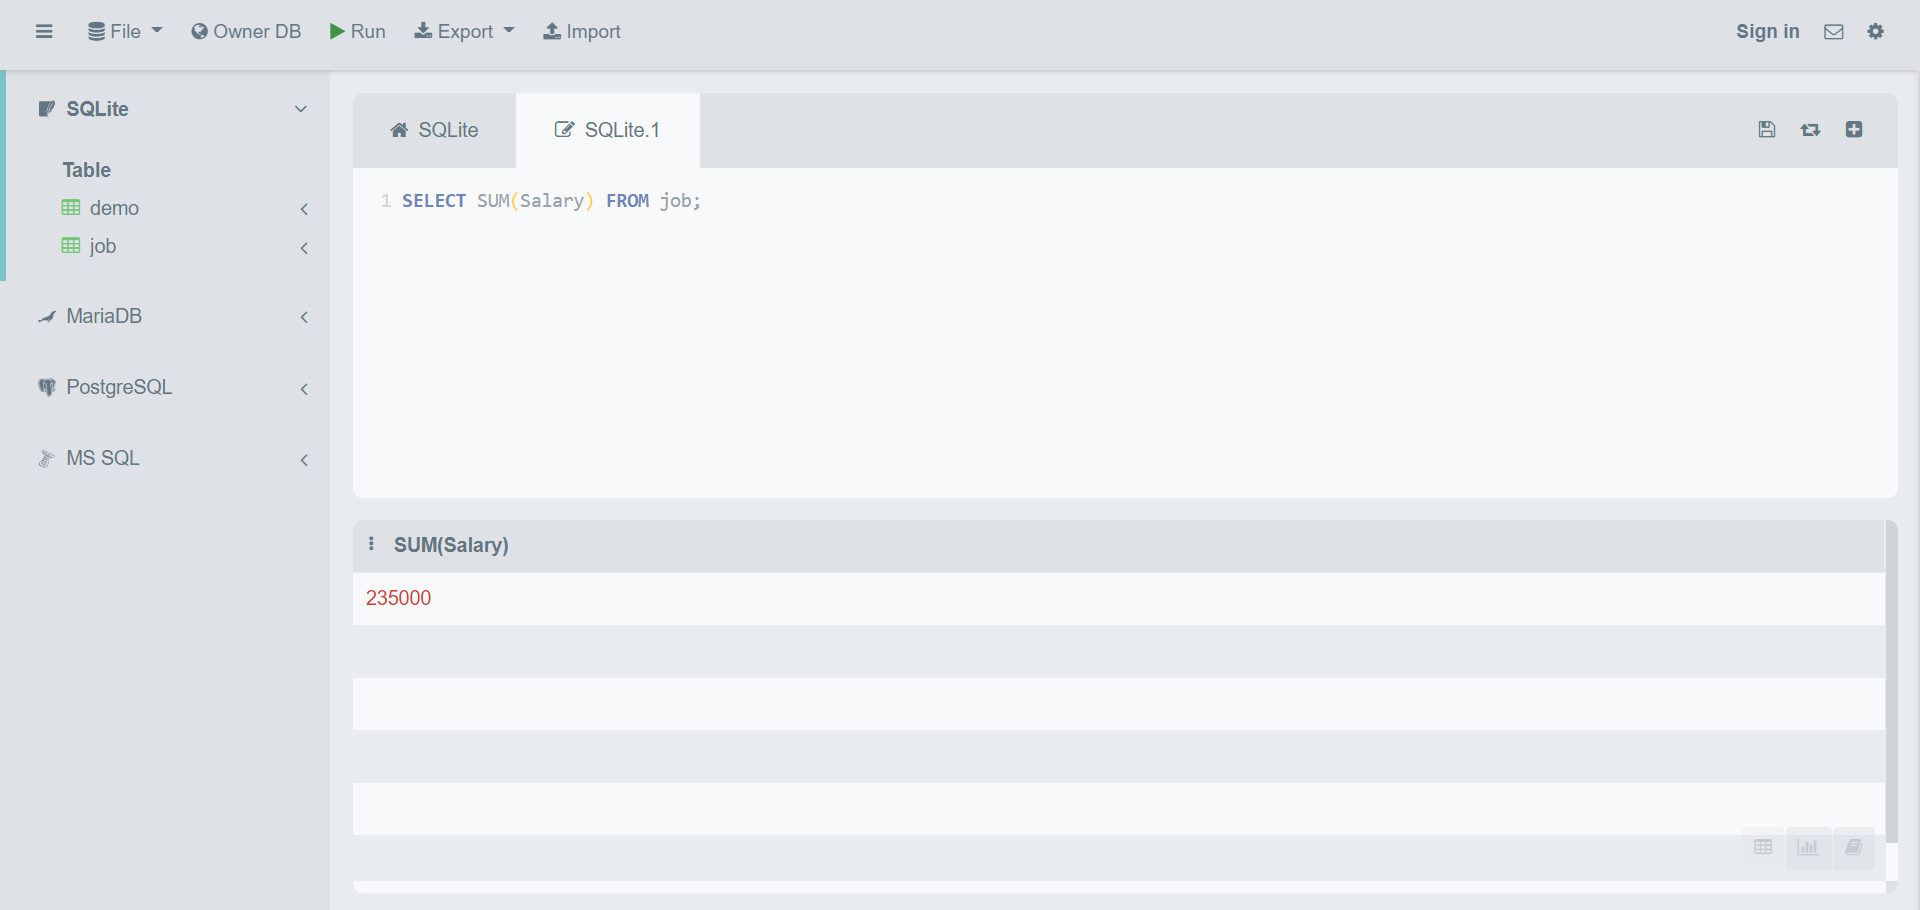 File
Owner DB
Run
Export
Import
Sign in
SQLite
Table
demo
job
MariaDB
PostgreSQL
MS SQL
SQLite
SQLite.1
1 SELECT SUM(Salary) FROM job;
SUM(Salary)
235000